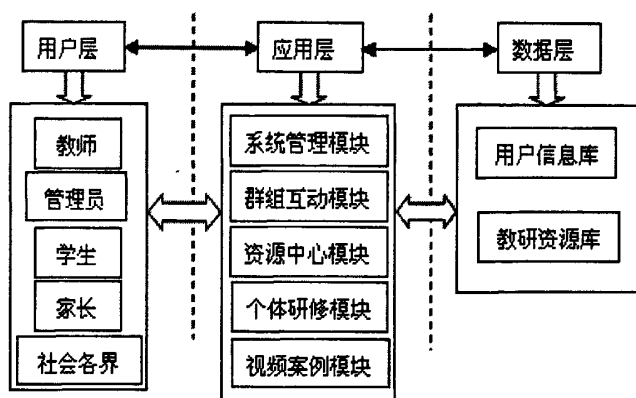 用户层
应用层
数据层
教师
管理员
学生
家长
社会各界
系统管理模块
群组互动模块
资源中心模块
个体研修模块
视频案例模块
用户信息库
教研资源库